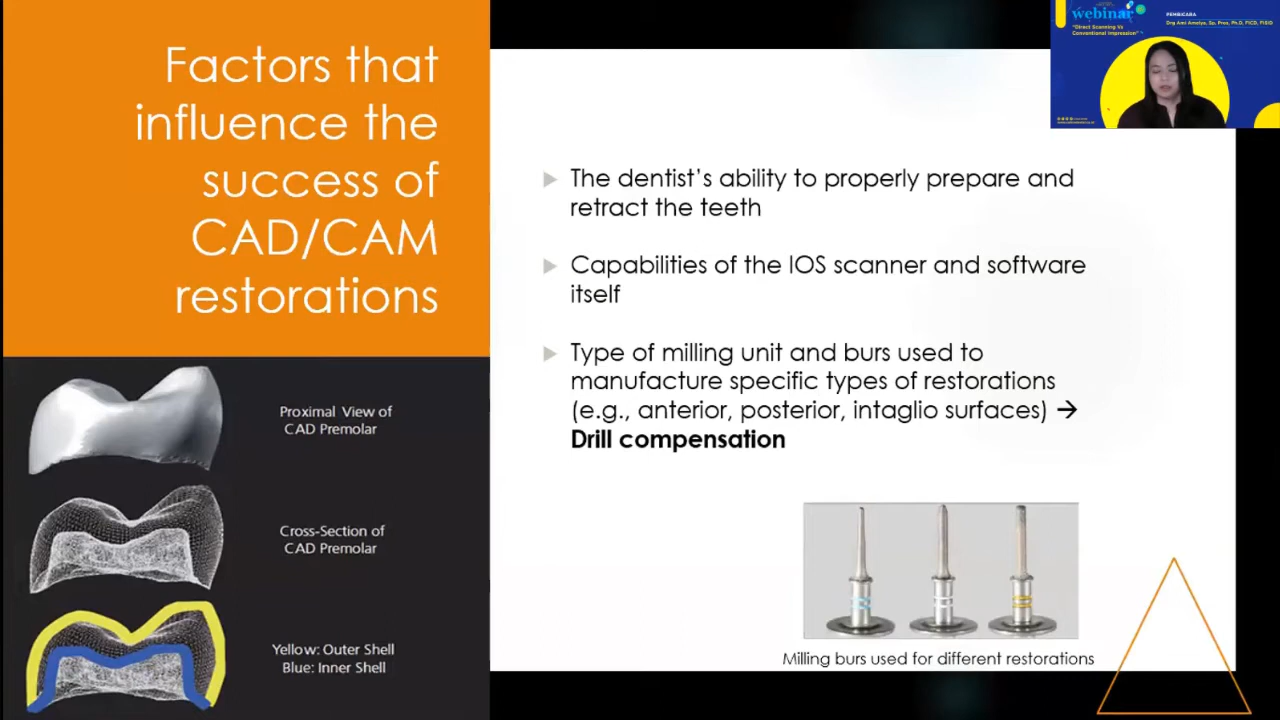 Factors that
influence the
success of
CAD/CAM
restorations
Proximal View of
CAD Premolar
Cross-Section of
CAD Premolar
Yellow: Outer Shell
Blue: Inner Shell
The dentist's ability to properly prepare and
retract the teeth
Capabilities of the IOS scanner and software
itself
Type of milling unit and burs used to
manufacture specific types of restorations
(e.g., anterior, posterior, intaglio surfaces) →
Drill compensation
Milling burs used for different restorations
webinar
"Direct Scanning Vs
Conventional Impression"
PEMBICARA
Drg Ami Amelya, Sp. Pros, Ph.D, FICD, FISID